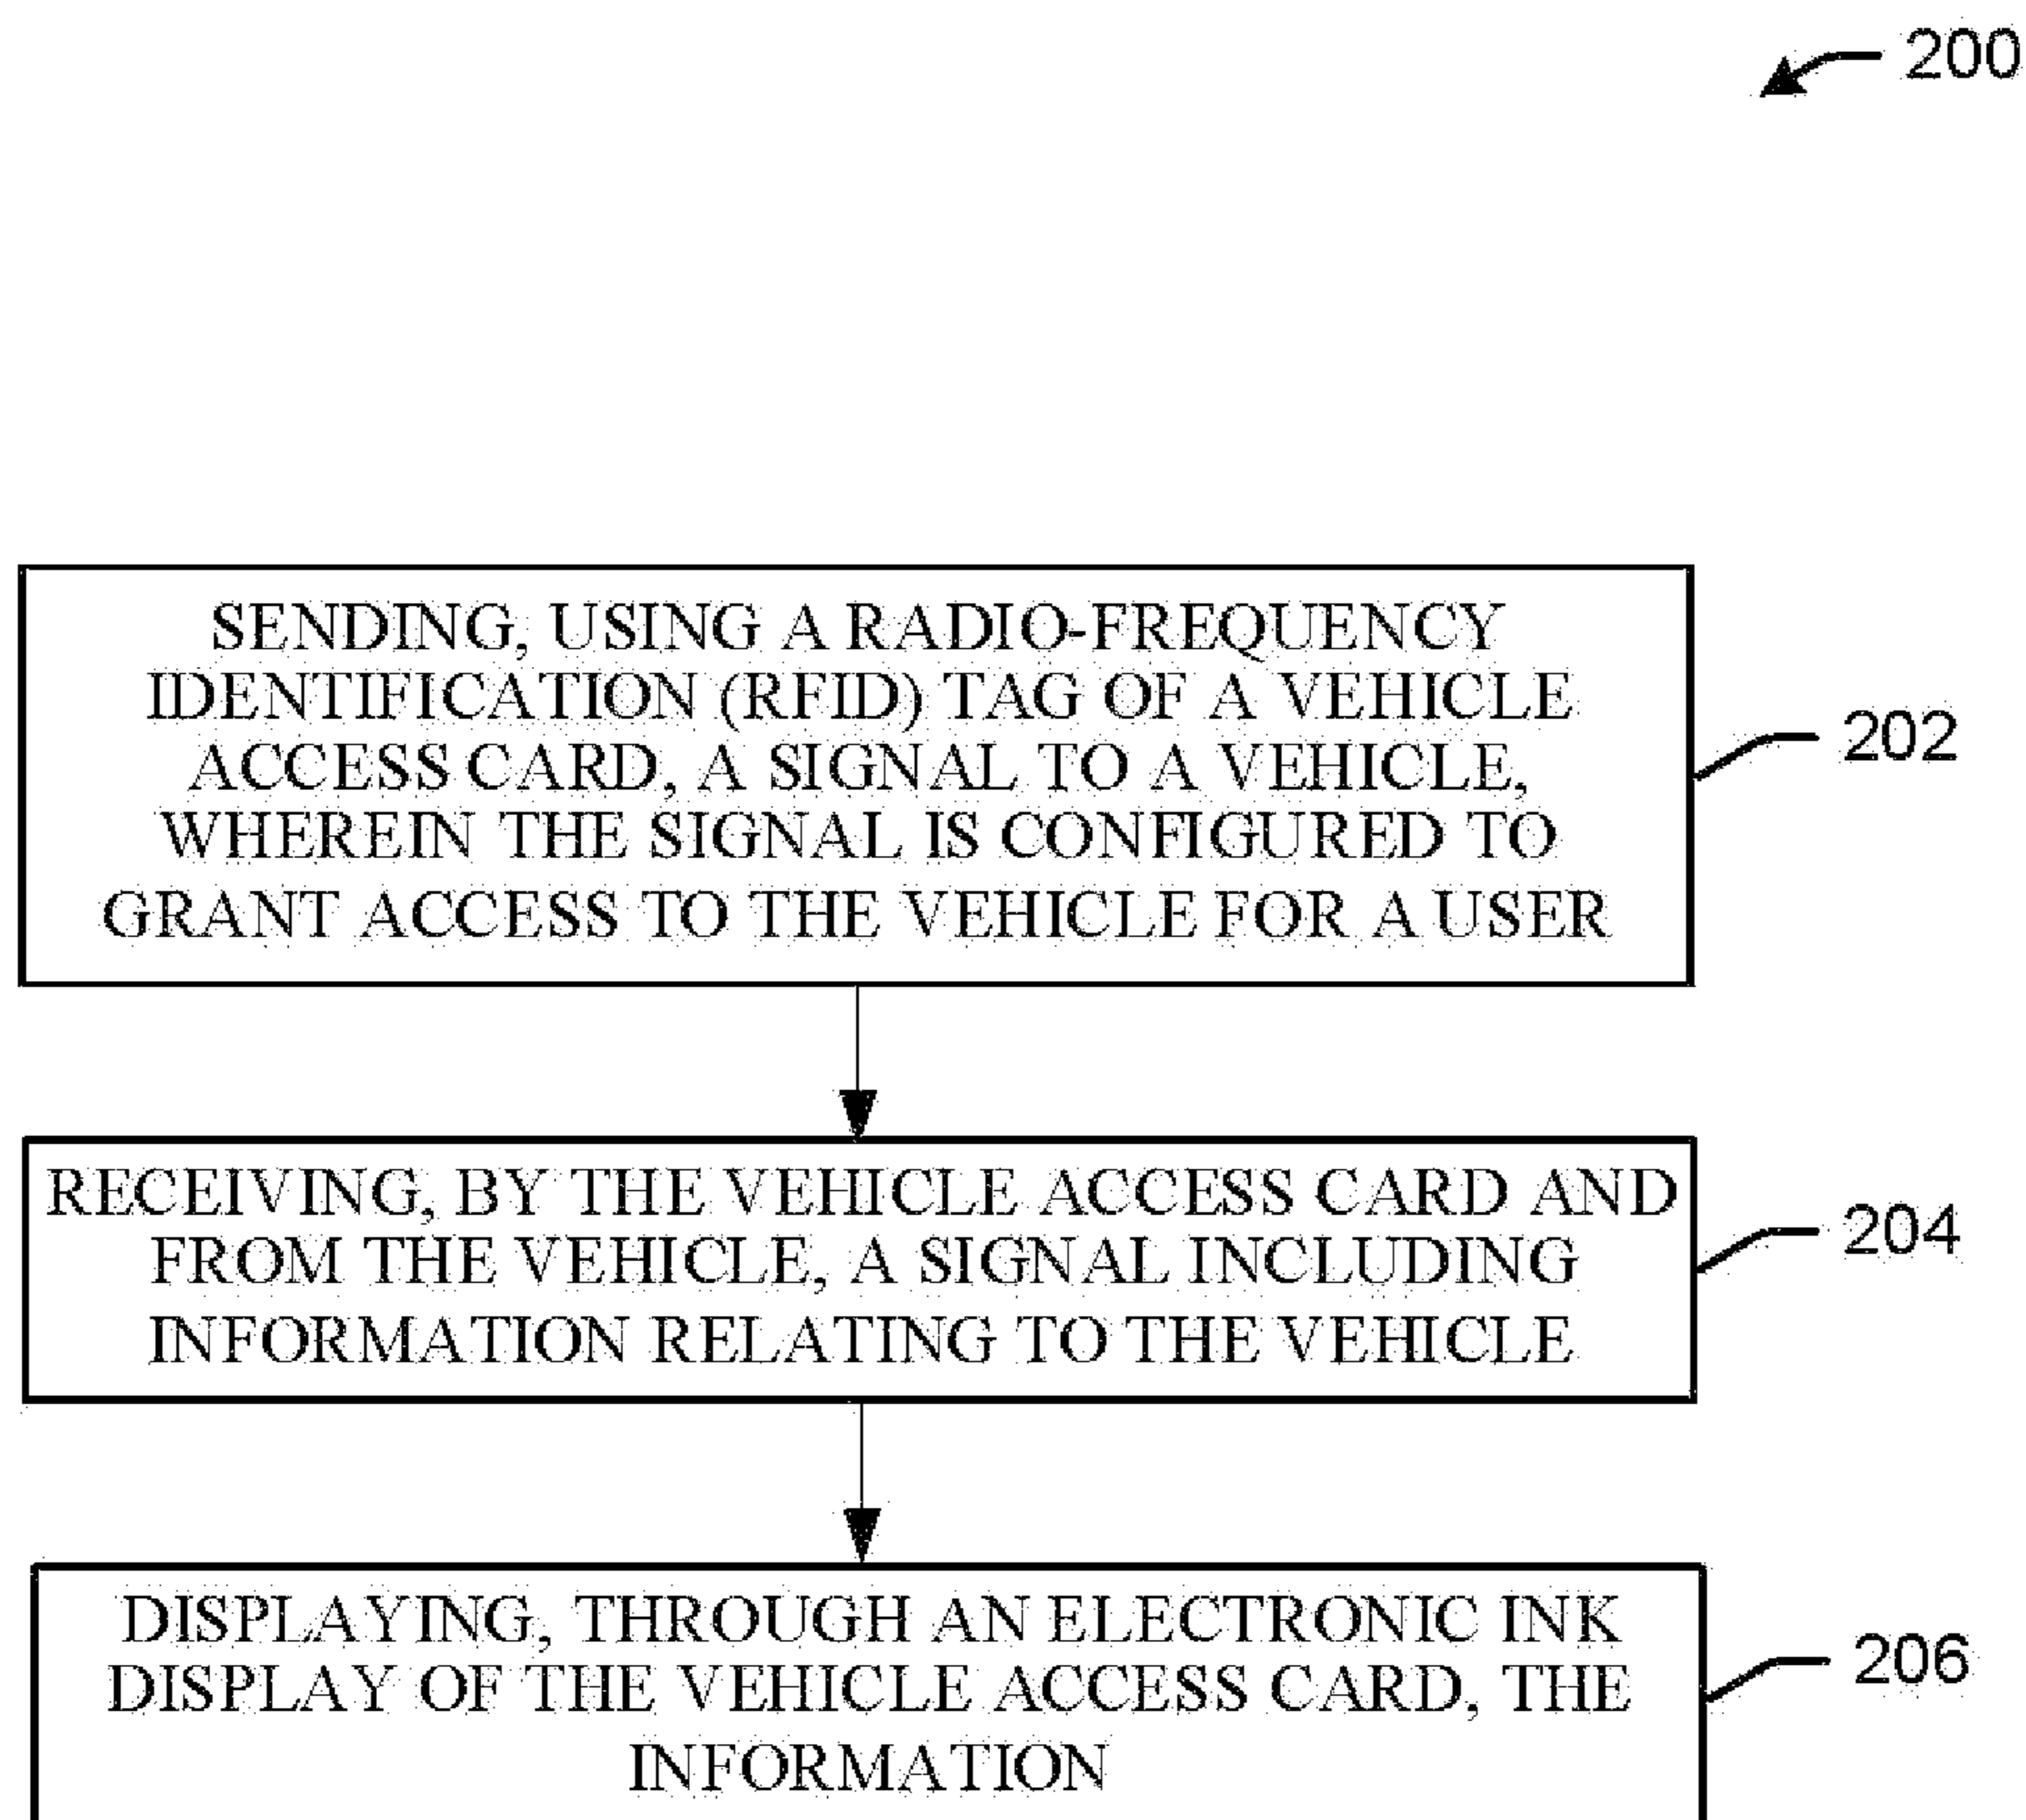 200
SENDING, USING A RADIO-FREQUENCY
IDENTIFICATION (RFID) TAG OF A VEHICLE
ACCESS CARD, A SIGNAL TO A VEHICLE,
WHEREIN THE SIGNAL IS CONFIGURED TO
GRANT ACCESS TO THE VEHICLE FOR A USER
202
RECEIVING, BY THE VEHICLE ACCESS CARD AND
FROM THE VEHICLE, A SIGNAL INCLUDING
INFORMATION RELATING TO THE VEHICLE
204
DISPLAYING, THROUGH AN ELECTRONIC INK
DISPLAY OF THE VEHICLE ACCESS CARD, THE
INFORMATION
206